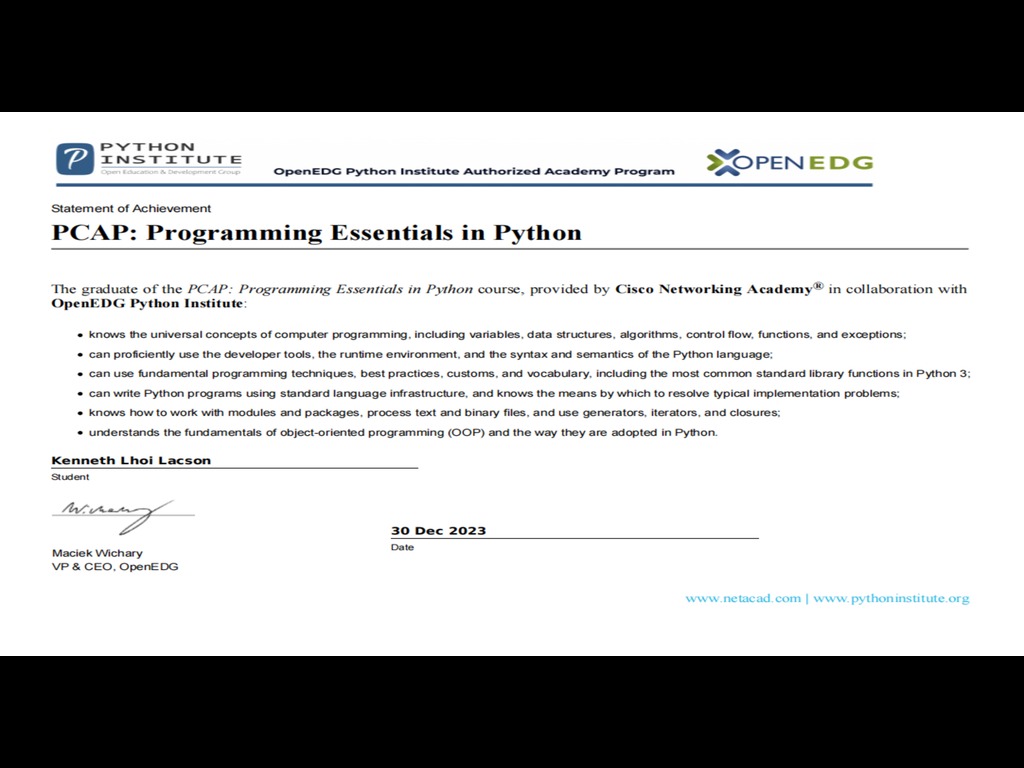 PYTHON
INSTITUTE
Open Education & Development Group
OpenEDG Python Institute Authorized Academy Program
OPENEDG
Statement of Achievement
PCAP: Programming Essentials in Python
The graduate of the PCAP: Programming Essentials in Python course, provided by Cisco Networking Academy® in collaboration with
OpenEDG Python Institute:
• knows the universal concepts of computer programming, including variables, data structures, algorithms, control flow, functions, and exceptions;
• can proficiently use the developer tools, the runtime environment, and the syntax and semantics of the Python language;
• can use fundamental programming techniques, best practices, customs, and vocabulary, including the most common standard library functions in Python 3;
• can write Python programs using standard language infrastructure, and knows the means by which to resolve typical implementation problems;
• knows how to work with modules and packages, process text and binary files, and use generators, iterators, and closures;
• understands the fundamentals of object-oriented programming (OOP) and the way they are adopted in Python.
Kenneth Lhoi Lacson
Student
W. Wichary
30 Dec 2023
Date
Maciek Wichary
VP & CEO, OpenEDG
www.netacad.com | www.pythoninstitute.org